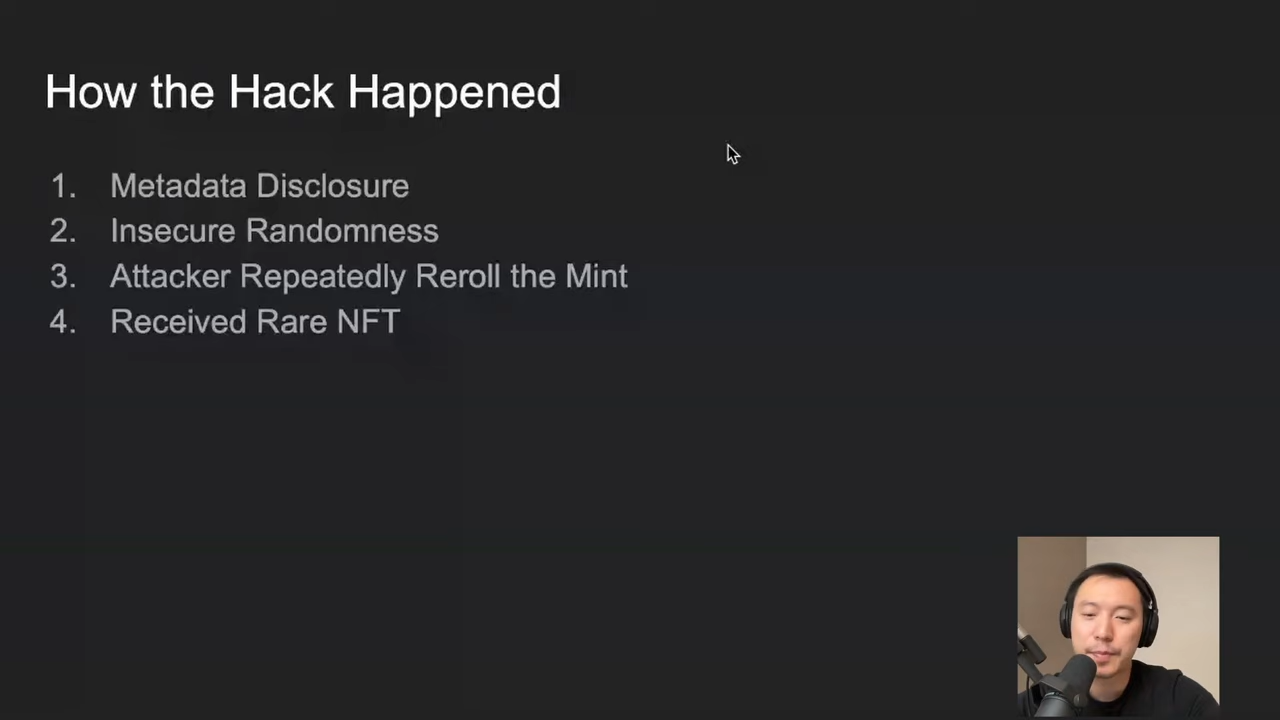 How the Hack Happened
1. Metadata Disclosure
2. Insecure Randomness
3. Attacker Repeatedly Reroll the Mint
4. Received Rare NFT